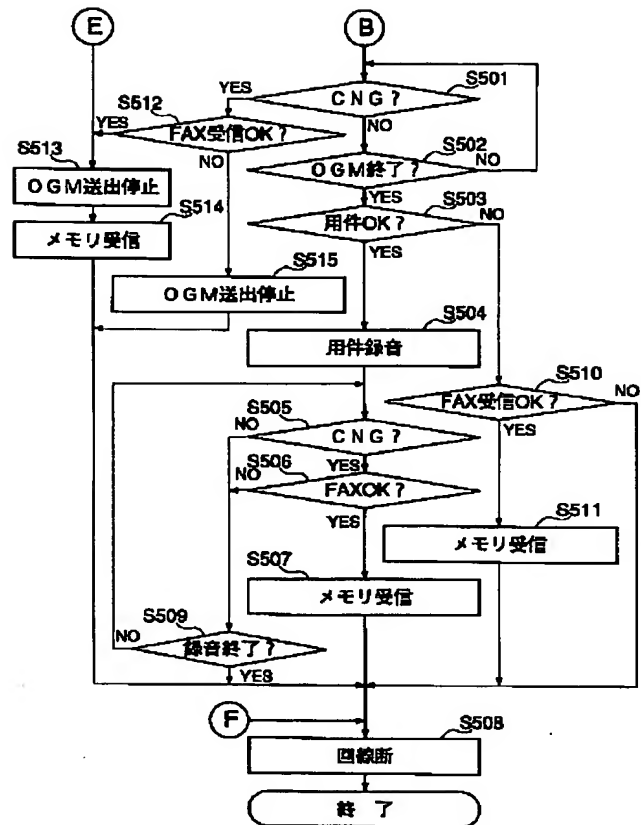 E
B
S501
CNG?
YES
NO
S512
FAX受信OK?
YES
NO
S502
OGM終了?
NO
YES
S513
OGM送出停止
S503
用件OK?
NO
YES
S514
メモリ受信
S515
OGM送出停止
S504
用件録音
S510
FAX受信OK?
NO
YES
S505
CNG?
NO
YES
S506
FAXOK?
NO
YES
S511
メモリ受信
S507
メモリ受信
S509
録音終了?
NO
YES
F
S508
回線断
終 了